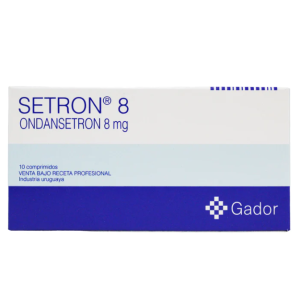 SETRON® 8
ONDANSETRON 8 mg
10 comprimidos
VENTA BAJO RECETA PROFESIONAL
Industria uruguaya
Gador